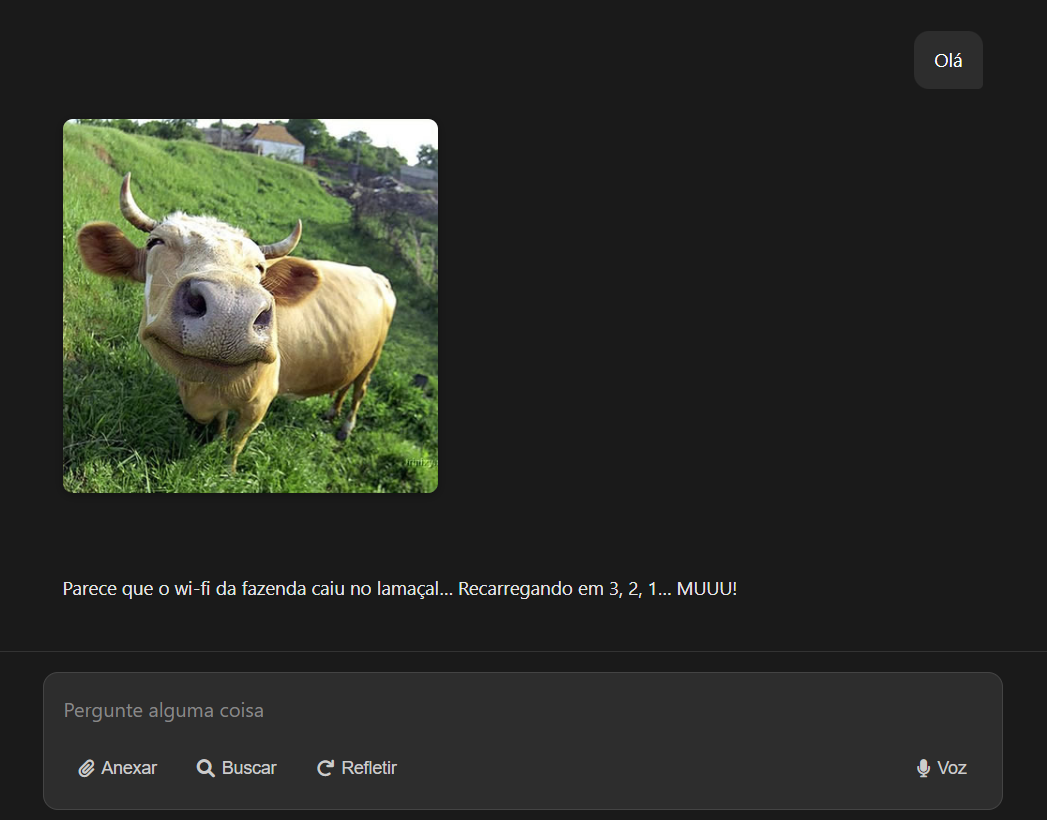 Olá
Parece que o wi-fi da fazenda caiu no lamaçal... Recarregando em 3, 2, 1... MUUU!
Pergunte alguma coisa
Anexar Buscar Refletir Voz